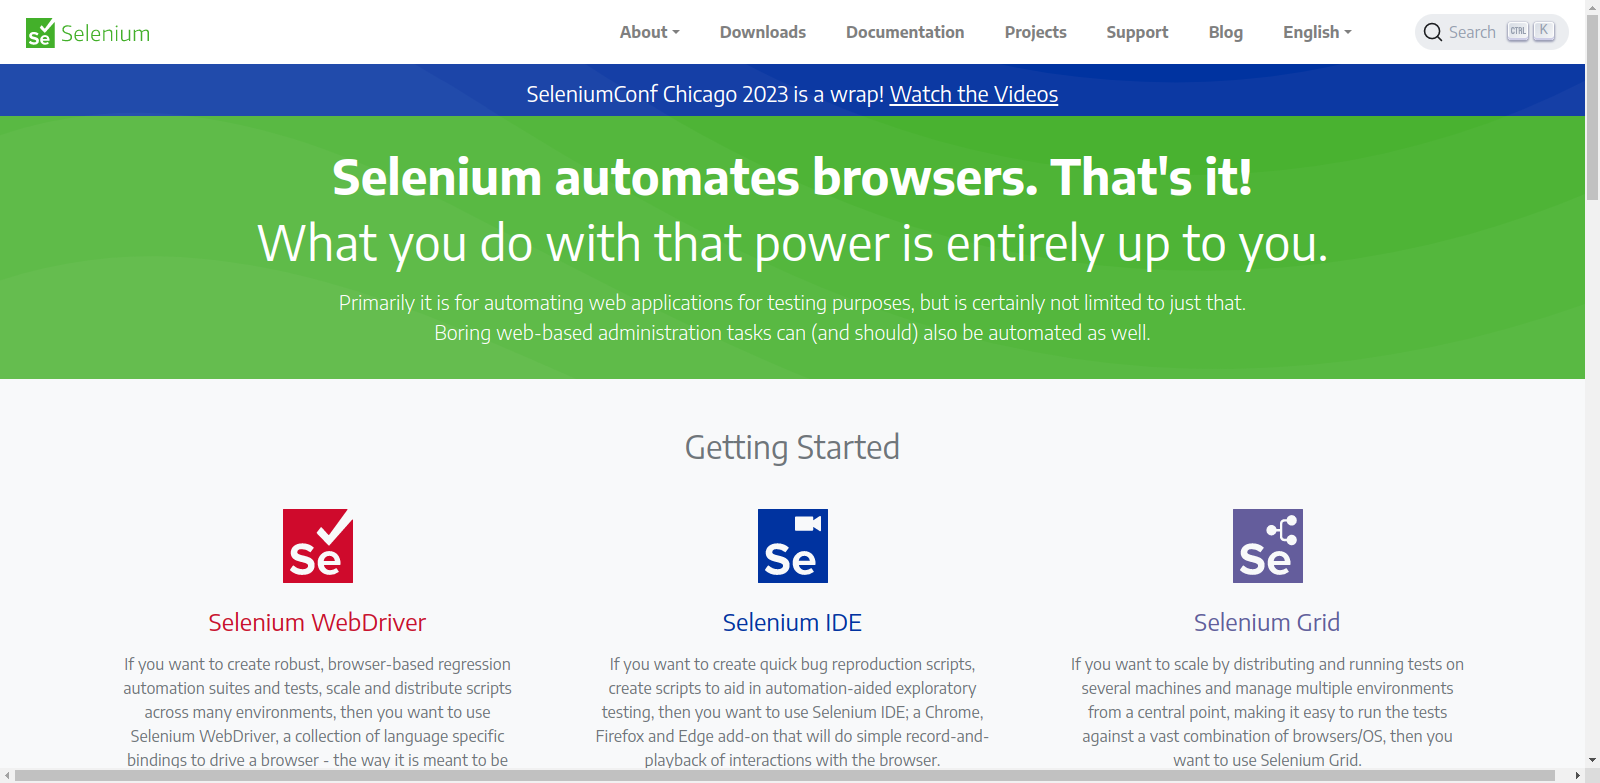 Se Selenium
About Downloads Documentation Projects Support Blog English Search CTRL K
SeleniumConf Chicago 2023 is a wrap! Watch the Videos
Selenium automates browsers. That's it!
What you do with that power is entirely up to you.
Primarily it is for automating web applications for testing purposes, but is certainly not limited to just that.
Boring web-based administration tasks can (and should) also be automated as well.
Getting Started
Se
Selenium WebDriver
If you want to create robust, browser-based regression
automation suites and tests, scale and distribute scripts
across many environments, then you want to use
Selenium WebDriver, a collection of language specific
bindings to drive a browser - the way it is meant to be
Se
Selenium IDE
If you want to create quick bug reproduction scripts,
create scripts to aid in automation-aided exploratory
testing, then you want to use Selenium IDE; a Chrome,
Firefox and Edge add-on that will do simple record-and-
playback of interactions with the browser.
Se
Selenium Grid
If you want to scale by distributing and running tests on
several machines and manage multiple environments
from a central point, making it easy to run the tests
against a vast combination of browsers/OS, then you
want to use Selenium Grid.